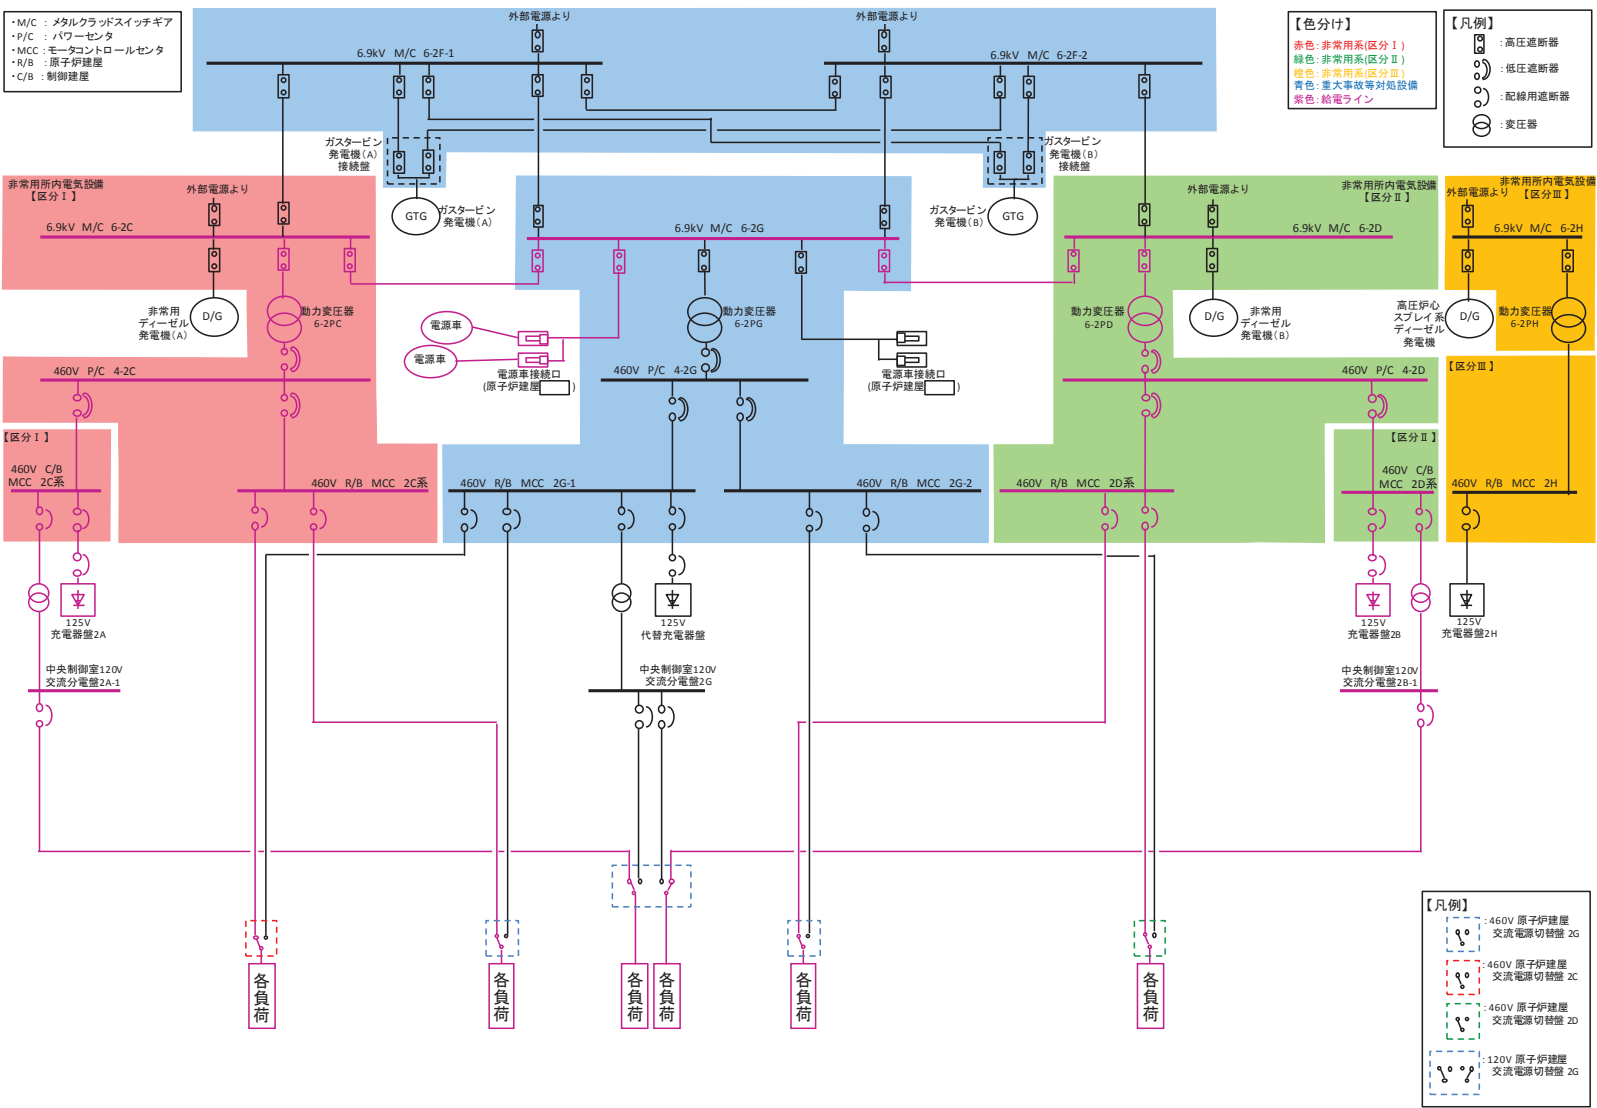 ・M/C ：メタルクラッドスイッチギア
・P/C ：パワーセンタ
・MCC：モータコントロールセンタ
・R/B ：原子炉建屋
・C/B ：制御建屋
外部電源より
外部電源より
6.9kV M/C 6-2F-1
6.9kV M/C 6-2F-2
【色分け】
赤色：非常用系(区分Ⅰ)
緑色：非常用系(区分Ⅱ)
橙色：非常用系(区分Ⅲ)
青色：重大事故等対処設備
紫色：給電ライン
【凡例】
：高圧遮断器
：低圧遮断器
：配線用遮断器
：変圧器
ガスタービン
発電機(A)
接続盤
ガスタービン
発電機(B)
接続盤
GTG
ガスタービン
発電機(A)
ガスタービン
発電機(B)
GTG
非常用所内電気設備
【区分Ⅰ】
外部電源より
6.9kV M/C 6-2C
6.9kV M/C 6-2G
外部電源より
非常用所内電気設備
【区分Ⅱ】
6.9kV M/C 6-2D
非常用所内電気設備
外部電源より
【区分Ⅲ】
6.9kV M/C 6-2H
非常用
ディーゼル
発電機(A)
D/G
動力変圧器
6-2PC
電源車
電源車
電源車接続口
(原子炉建屋 )
動力変圧器
6-2PG
電源車接続口
(原子炉建屋 )
動力変圧器
6-2PD
D/G
非常用
ディーゼル
発電機(B)
高圧炉心
スプレイ系
ディーゼル
発電機
D/G
動力変圧器
6-2PH
460V P/C 4-2C
460V P/C 4-2G
460V P/C 4-2D
【区分Ⅲ】
【区分Ⅰ】
460V C/B
MCC 2C系
460V R/B MCC 2C系
460V R/B MCC 2G-1
460V R/B MCC 2G-2
460V R/B MCC 2D系
【区分Ⅱ】
460V C/B
MCC 2D系
460V R/B MCC 2H
125V
充電器盤2A
125V
代替充電器盤
125V
充電器盤2B
125V
充電器盤2H
中央制御室120V
交流分電盤2A-1
中央制御室120V
交流分電盤2G
中央制御室120V
交流分電盤2B-1
各負荷
各負荷
各負荷
各負荷
各負荷
各負荷
【凡例】
：460V 原子炉建屋
交流電源切替盤 2G
：460V 原子炉建屋
交流電源切替盤 2C
：460V 原子炉建屋
交流電源切替盤 2D
：120V 原子炉建屋
交流電源切替盤 2G